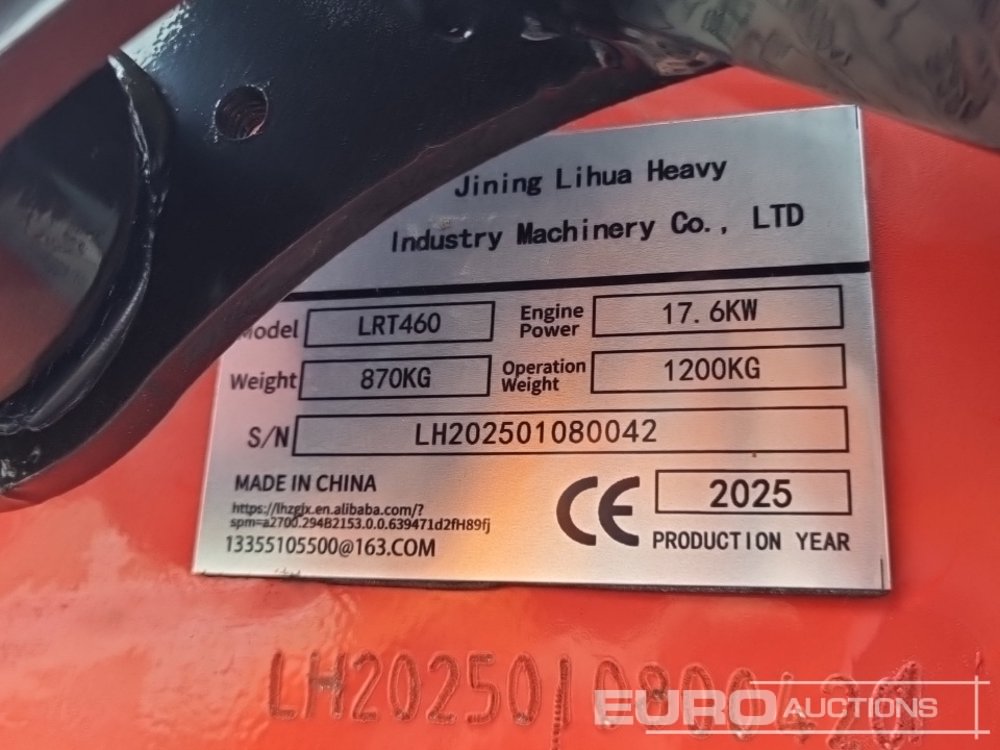 Jining Lihua Heavy
Industry Machinery Co., LTD
Model LRT460 Engine Power 17.6KW
Weight 870KG Operation Weight 1200KG
S/N LH202501080042
MADE IN CHINA
https://lhzgjx.en.alibaba.com/?
spm=a2700.294B2153.0.0.639471d2fH89fj
13355105500@163.COM
CE 2025
PRODUCTION YEAR
LH202501080042
EURO AUCTIONS